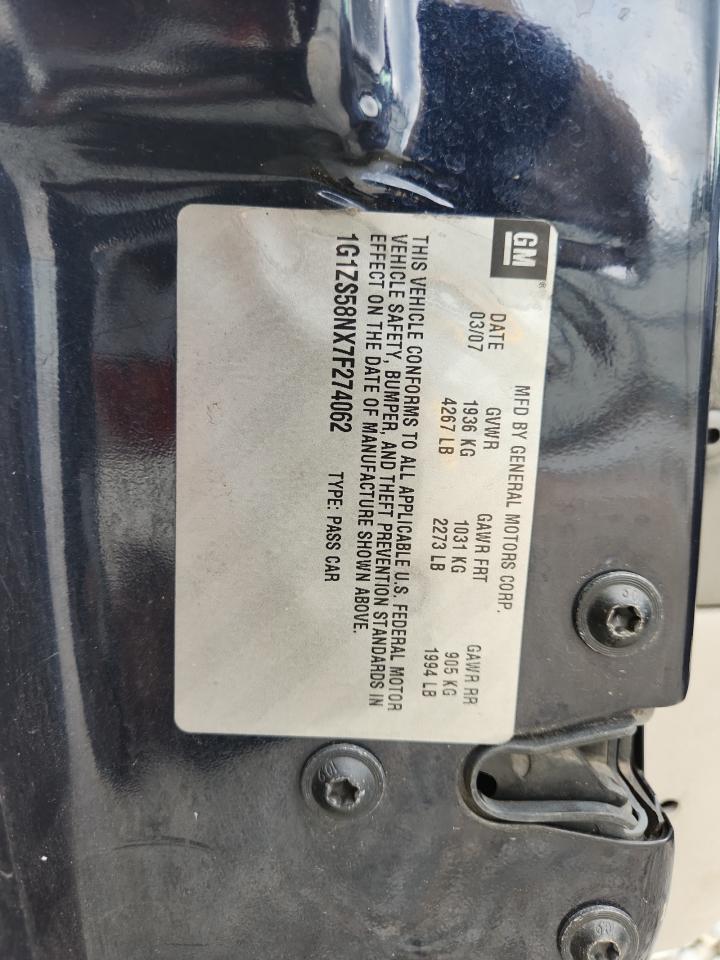 GM
MFD BY GENERAL MOTORS CORP.
DATE GVWR GAWR FRT GAWR RR
03/07 1936 KG 1031 KG 905 KG
4267 LB 2273 LB 1994 LB
THIS VEHICLE CONFORMS TO ALL APPLICABLE U.S. FEDERAL MOTOR
VEHICLE SAFETY, BUMPER, AND THEFT PREVENTION STANDARDS IN
EFFECT ON THE DATE OF MANUFACTURE SHOWN ABOVE.
1G1ZS58NX7F274062 TYPE: PASS CAR